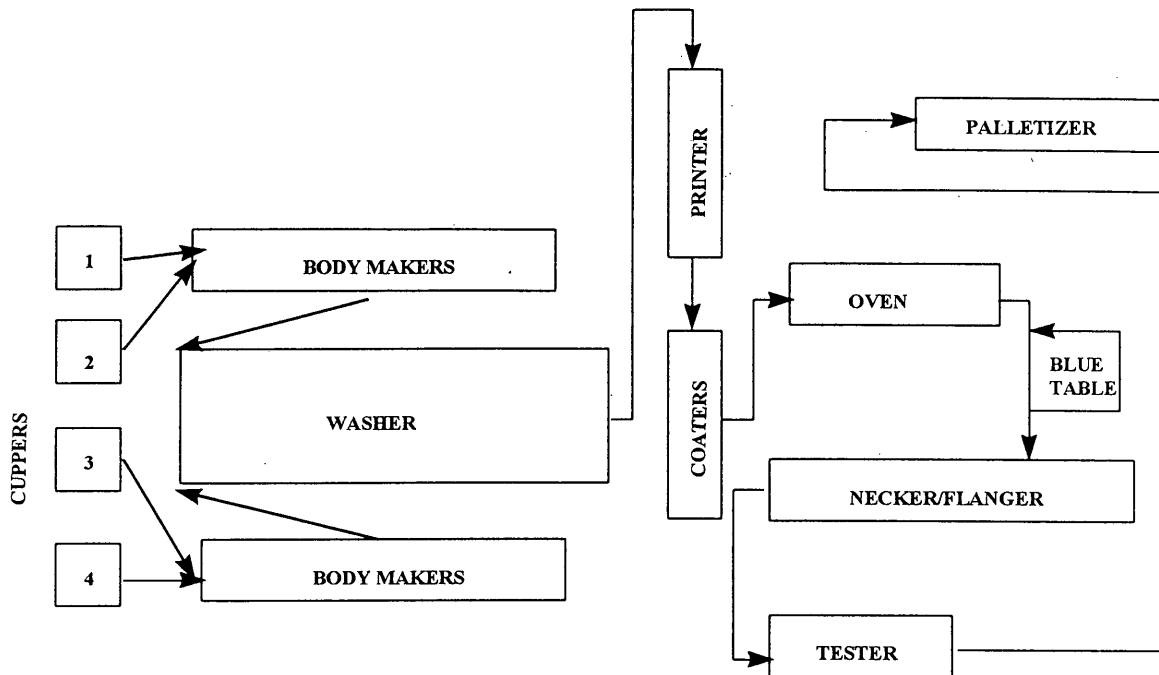 PRINTER
PALLETIZER
1
BODY MAKERS
2
OVEN
BLUE
TABLE
WASHER
COATERS
CUPPERS
3
NECKER/FLANGER
4
BODY MAKERS
TESTER